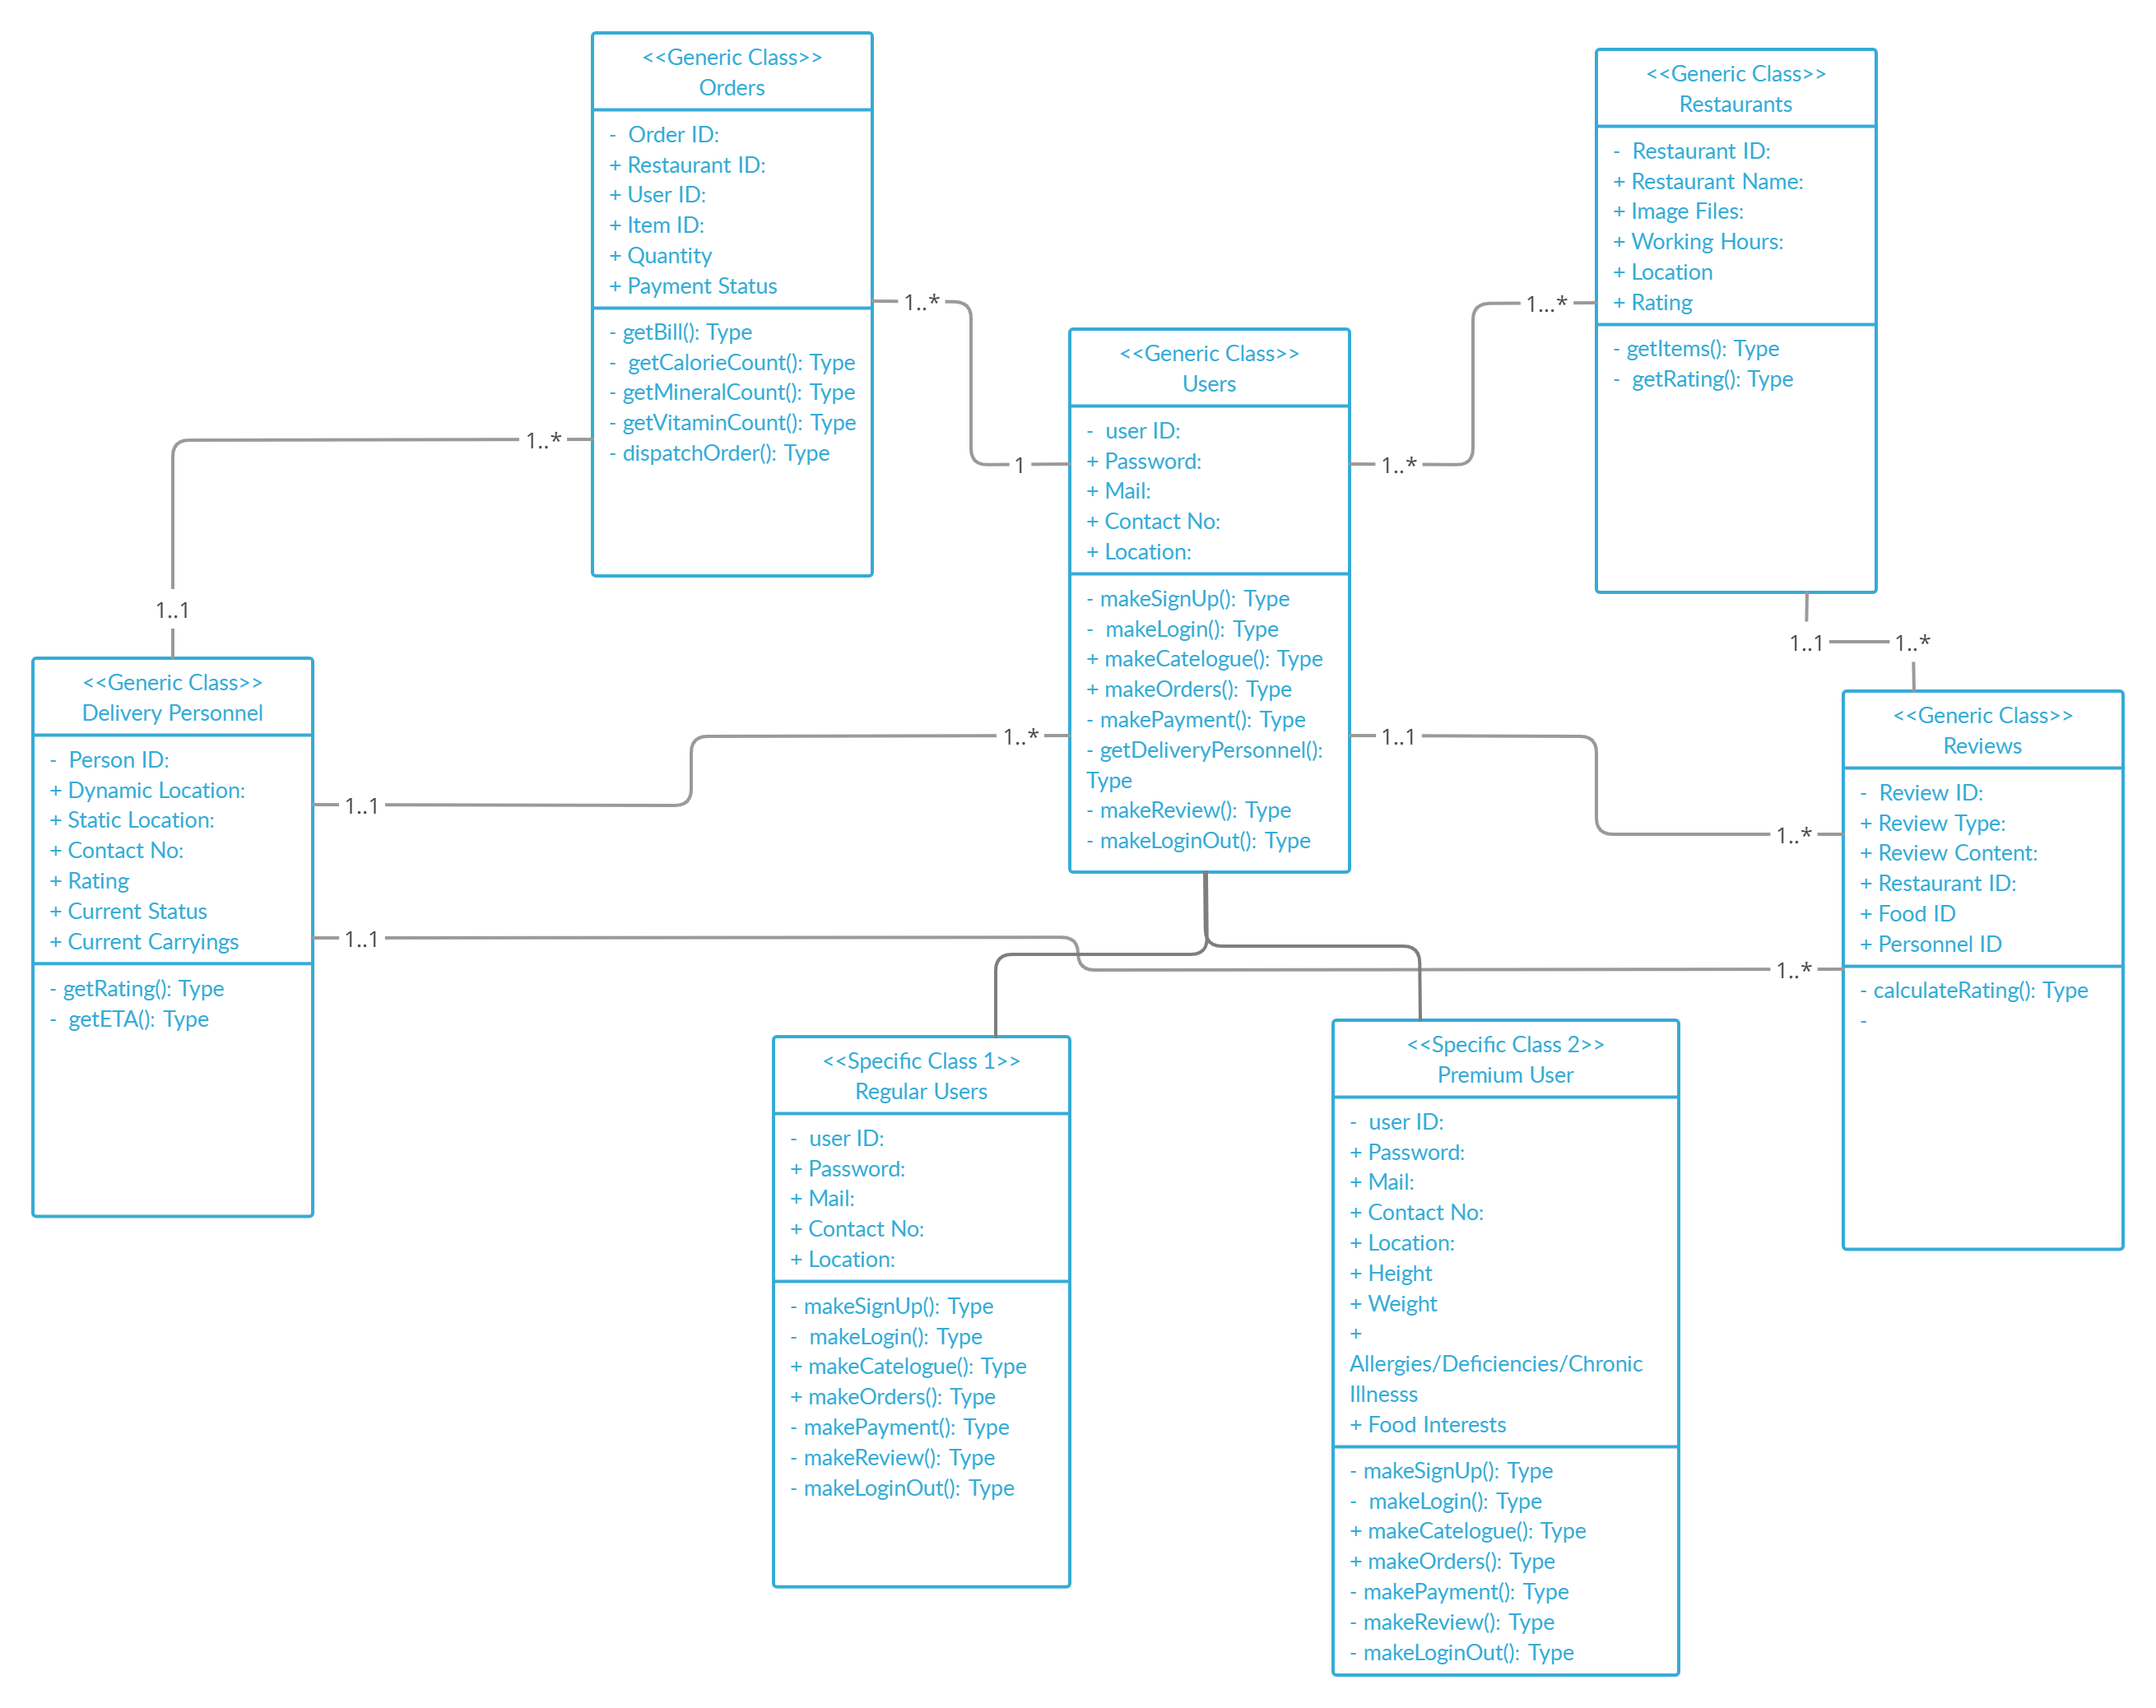 <<Generic Class>>
Orders
- Order ID:
+ Restaurant ID:
+ User ID:
+ Item ID:
+ Quantity
+ Payment Status
- getBill(): Type
- getCalorieCount(): Type
- getMineralCount(): Type
- getVitaminCount(): Type
- dispatchOrder(): Type
<<Generic Class>>
Restaurants
- Restaurant ID:
+ Restaurant Name:
+ Image Files:
+ Working Hours:
+ Location
+ Rating
- getItems(): Type
- getRating(): Type
1..*
1
1...*
1..*
1..*
1..1
<<Generic Class>>
Users
- user ID:
+ Password:
+ Mail:
+ Contact No:
+ Location:
- makeSignUp(): Type
- makeLogin(): Type
+ makeCatelogue(): Type
+ makeOrders(): Type
- makePayment(): Type
- getDeliveryPersonnel():
Type
- makeReview(): Type
- makeLoginOut(): Type
1..1
1..*
<<Generic Class>>
Delivery Personnel
- Person ID:
+ Dynamic Location:
+ Static Location:
+ Contact No:
+ Rating
+ Current Status
+ Current Carryings
- getRating(): Type
- getETA(): Type
1..*
1..1
1..1
1..*
1..1
1..*
<<Generic Class>>
Reviews
- Review ID:
+ Review Type:
+ Review Content:
+ Restaurant ID:
+ Food ID
+ Personnel ID
- calculateRating(): Type
-
<<Specific Class 1>>
Regular Users
- user ID:
+ Password:
+ Mail:
+ Contact No:
+ Location:
- makeSignUp(): Type
- makeLogin(): Type
+ makeCatelogue(): Type
+ makeOrders(): Type
- makePayment(): Type
- makeReview(): Type
- makeLoginOut(): Type
<<Specific Class 2>>
Premium User
- user ID:
+ Password:
+ Mail:
+ Contact No:
+ Location:
+ Height
+ Weight
+
Allergies/Deficiencies/Chronic
Illnesss
+ Food Interests
- makeSignUp(): Type
- makeLogin(): Type
+ makeCatelogue(): Type
+ makeOrders(): Type
- makePayment(): Type
- makeReview(): Type
- makeLoginOut(): Type